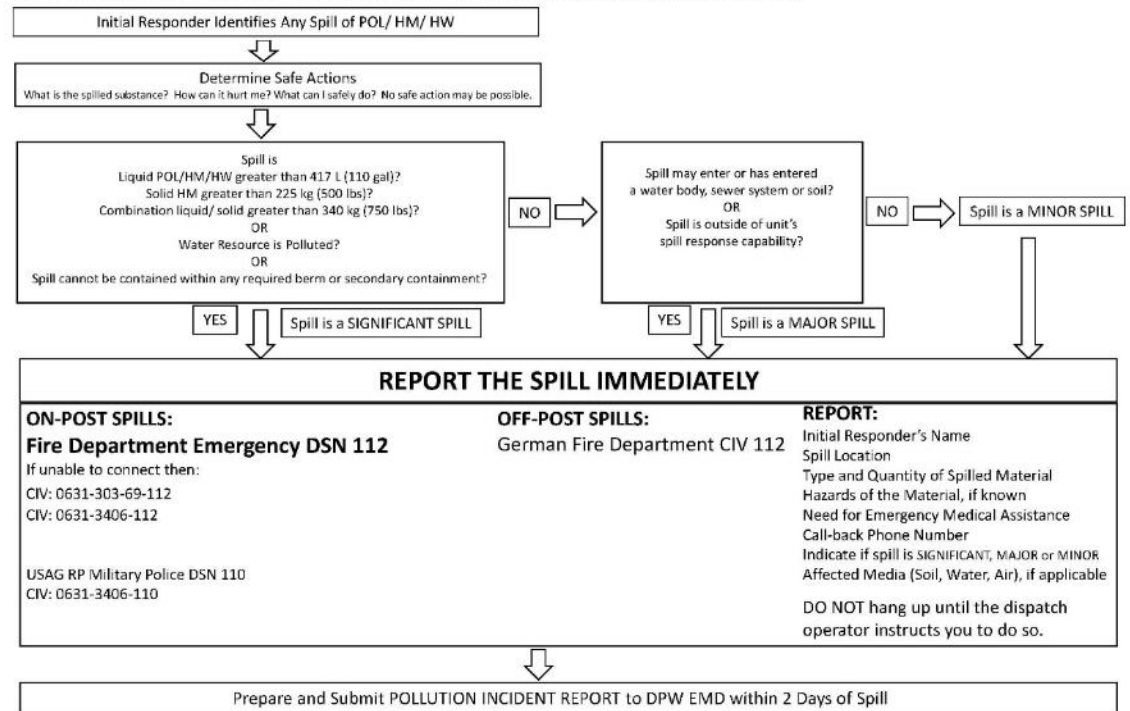 Initial Responder Identifies Any Spill of POL/ HM/ HW
Determine Safe Actions
What is the spilled substance? How can it hurt me? What can I safely do? No safe action may be possible.
Spill is
Liquid POL/HM/HW greater than 417 L (110 gal)?
Solid HM greater than 225 kg (500 lbs)?
Combination liquid/ solid greater than 340 kg (750 lbs)?
OR
Water Resource is Polluted?
OR
Spill cannot be contained within any required berm or secondary containment?
NO
Spill may enter or has entered
a water body, sewer system or soil?
OR
Spill is outside of unit's
spill response capability?
NO
Spill is a MINOR SPILL
YES
Spill is a SIGNIFICANT SPILL
YES
Spill is a MAJOR SPILL
REPORT THE SPILL IMMEDIATELY
ON-POST SPILLS:
Fire Department Emergency DSN 112
If unable to connect then:
CIV: 0631-303-69-112
CIV: 0631-3406-112
USAG RP Military Police DSN 110
CIV: 0631-3406-110
OFF-POST SPILLS:
German Fire Department CIV 112
REPORT:
Initial Responder's Name
Spill Location
Type and Quantity of Spilled Material
Hazards of the Material, if known
Need for Emergency Medical Assistance
Call-back Phone Number
Indicate if spill is SIGNIFICANT, MAJOR or MINOR
Affected Media (Soil, Water, Air), if applicable
DO NOT hang up until the dispatch
operator instructs you to do so.
Prepare and Submit POLLUTION INCIDENT REPORT to DPW EMD within 2 Days of Spill